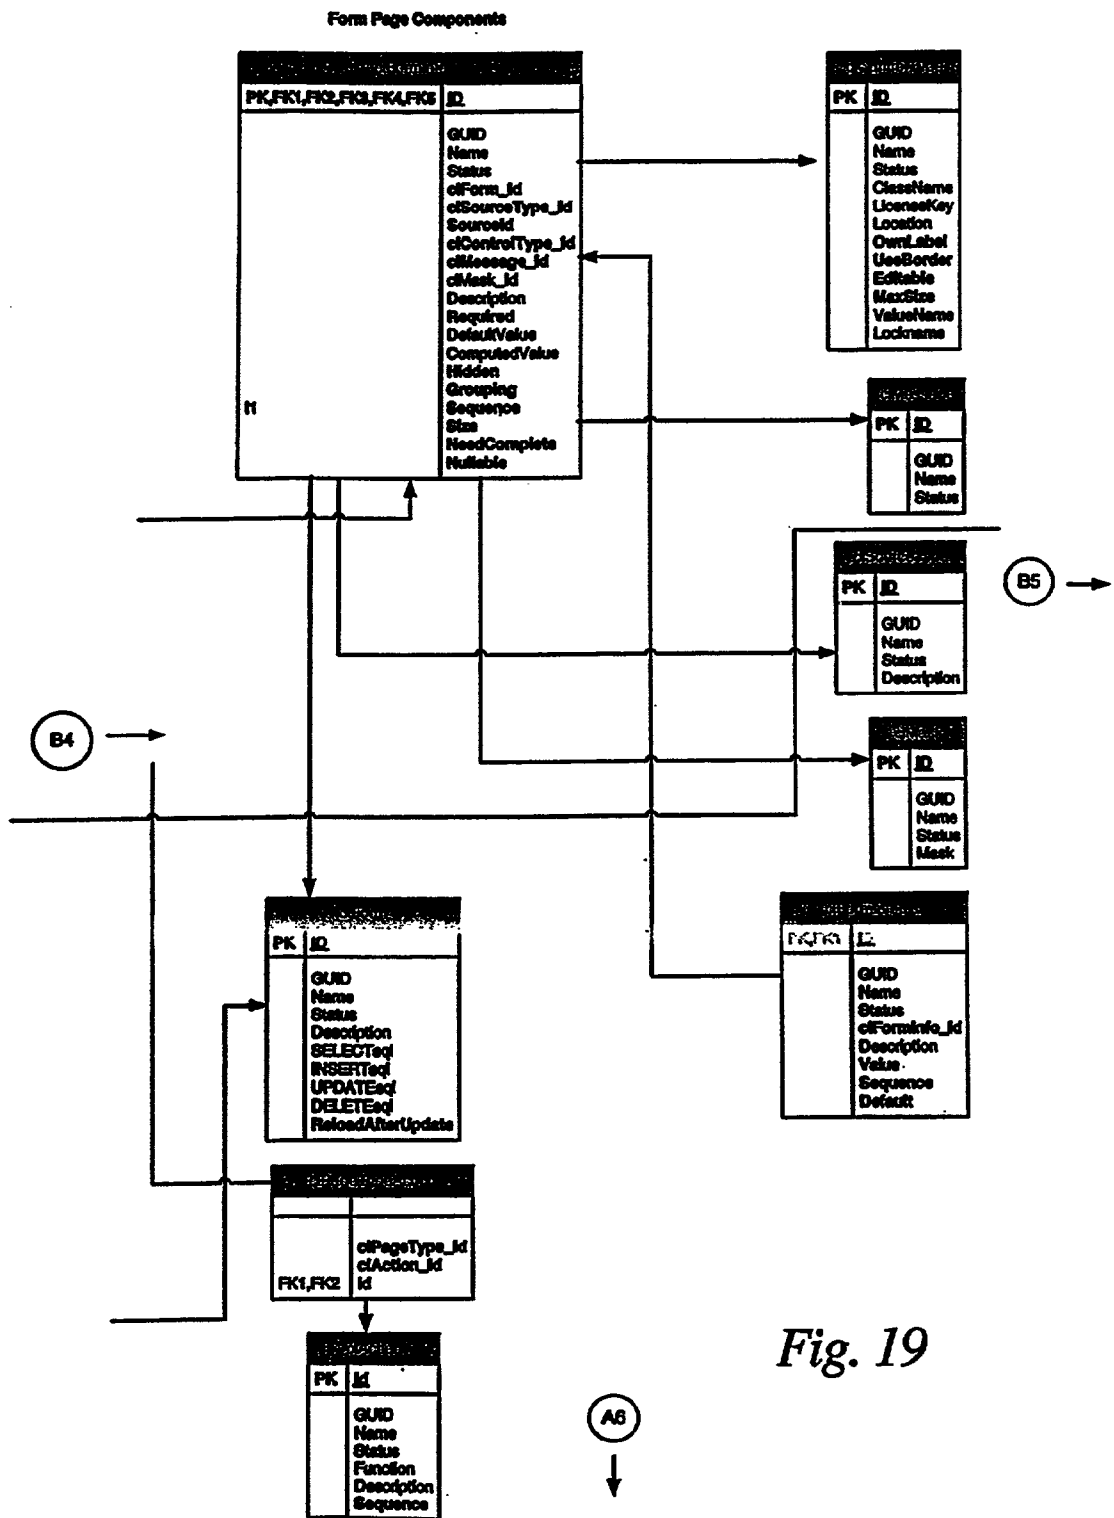 Form Page Components
PK,FK1,FK2,FK3,FK4,FK5 ID
GUID
Name
Status
clForm_id
clSourceType_id
SourceId
clControlType_id
clMessage_id
clMask_id
Description
Required
DefaultValue
ComputedValue
Hidden
Grouping
I1 Sequence
Size
NeedComplete
Nullable
PK ID
GUID
Name
Status
ClassName
LicenseKey
Location
OwnLabel
UseBorder
Editable
MaxSize
ValueName
Lockname
PK ID
GUID
Name
Status
B5
PK ID
GUID
Name
Status
Description
B4
PK ID
GUID
Name
Status
Mask
PK ID
GUID
Name
Status
Description
SELECTsql
INSERTsql
UPDATEsql
DELETEsql
ReloadAfterUpdate
PK,FK1 ID
GUID
Name
Status
clFormInfo_id
Description
Value
Sequence
Default
clPageType_id
clAction_id
FK1,FK2 id
PK Id
GUID
Name
Status
Function
Description
Sequence
Fig. 19
A6